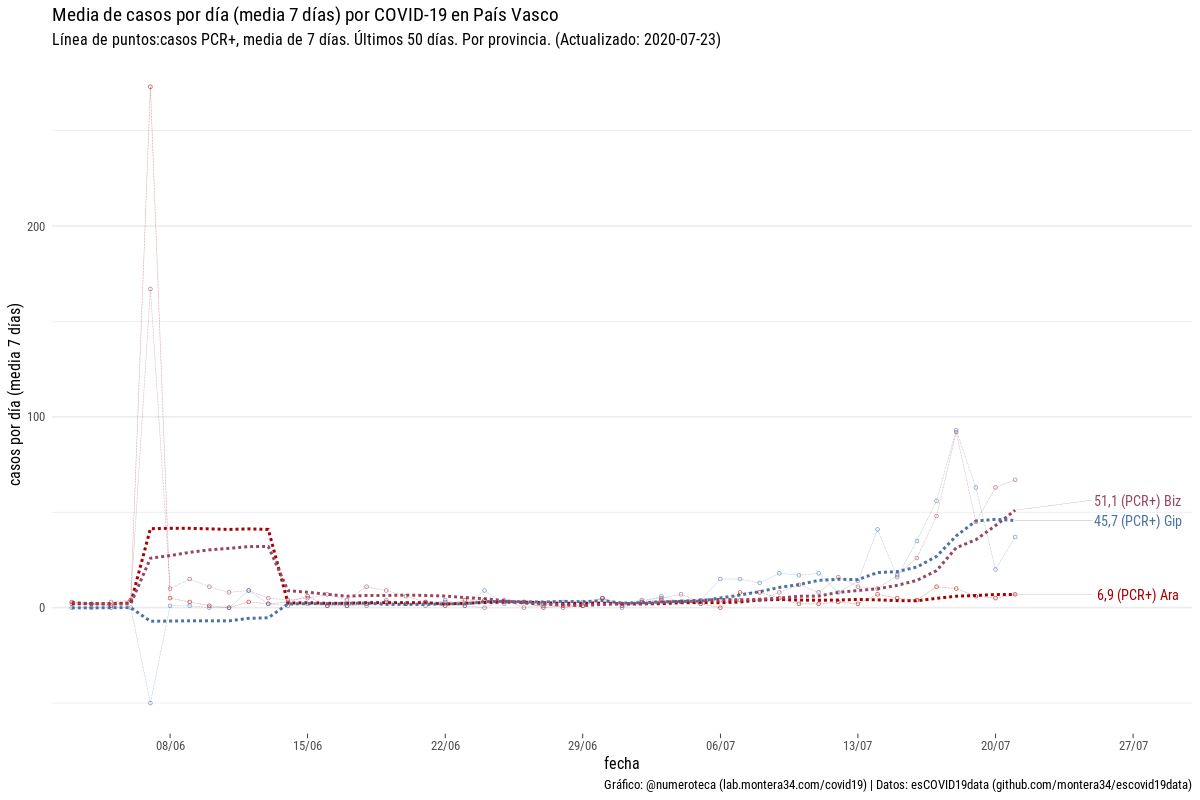 Media de casos por día (media 7 días) por COVID-19 en País Vasco
Línea de puntos:casos PCR+, media de 7 días. Últimos 50 días. Por provincia. (Actualizado: 2020-07-23)
casos por día (media 7 días)
200
100
0
51,1 (PCR+) Biz
45,7 (PCR+) Gip
6,9 (PCR+) Ara
08/06 15/06 22/06 29/06 06/07 13/07 20/07 27/07
fecha
Gráfico: @numeroteca (lab.montera34.com/covid19) | Datos: esCOVID19data (github.com/montera34/escovid19data)